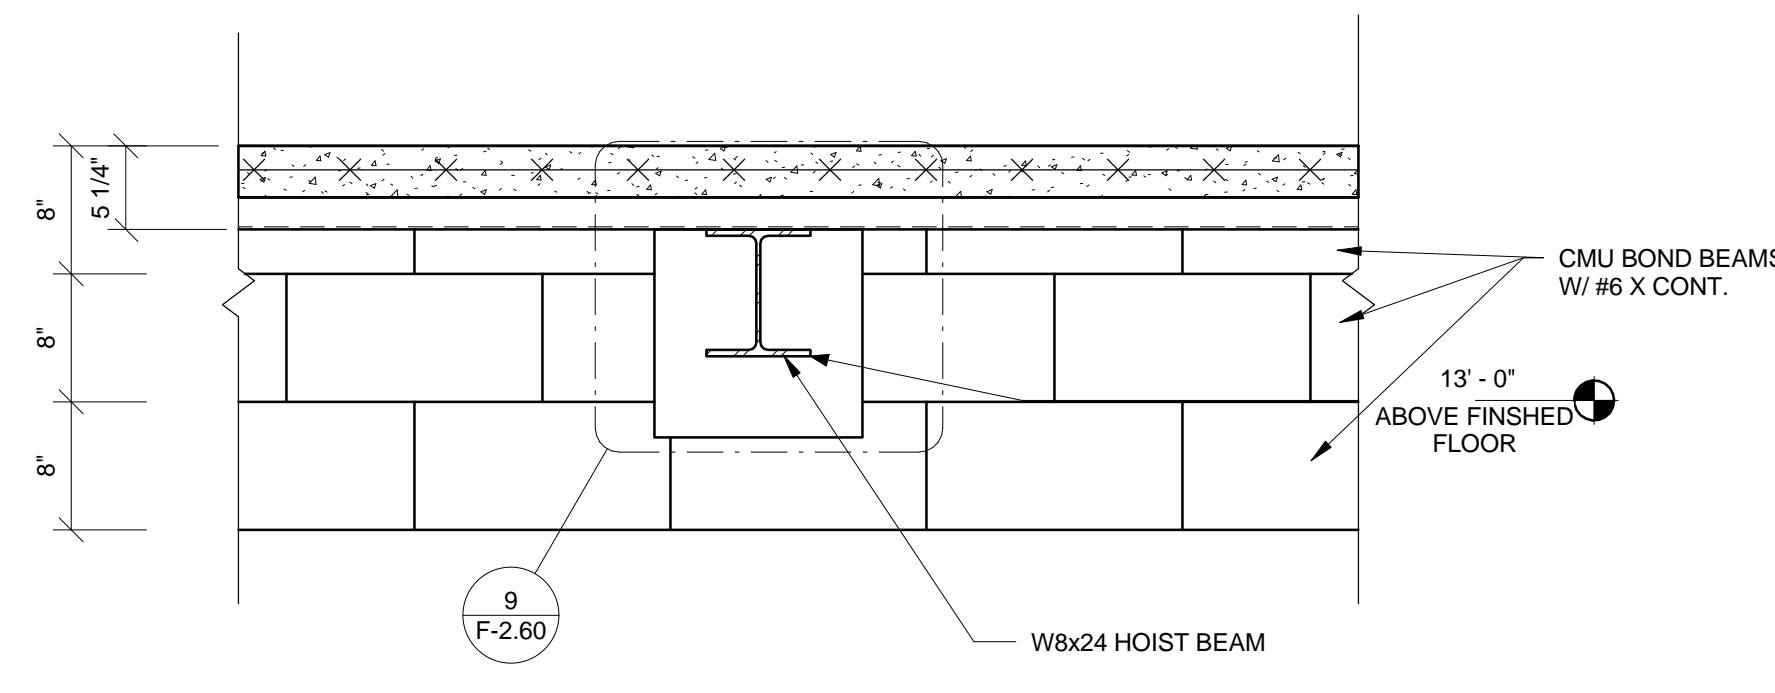 5 1/4"
8"
8"
8"
CMU BOND BEAMS
W/ #6 X CONT.
13' - 0"
ABOVE FINSHED
FLOOR
9
F-2.60
W8x24 HOIST BEAM